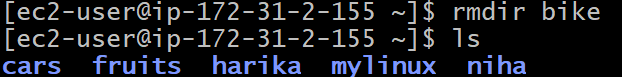 [ec2-user@ip-172-31-2-155 ~]$ rmdir bike
[ec2-user@ip-172-31-2-155 ~]$ ls
cars  fruits  harika  mylinux  niha